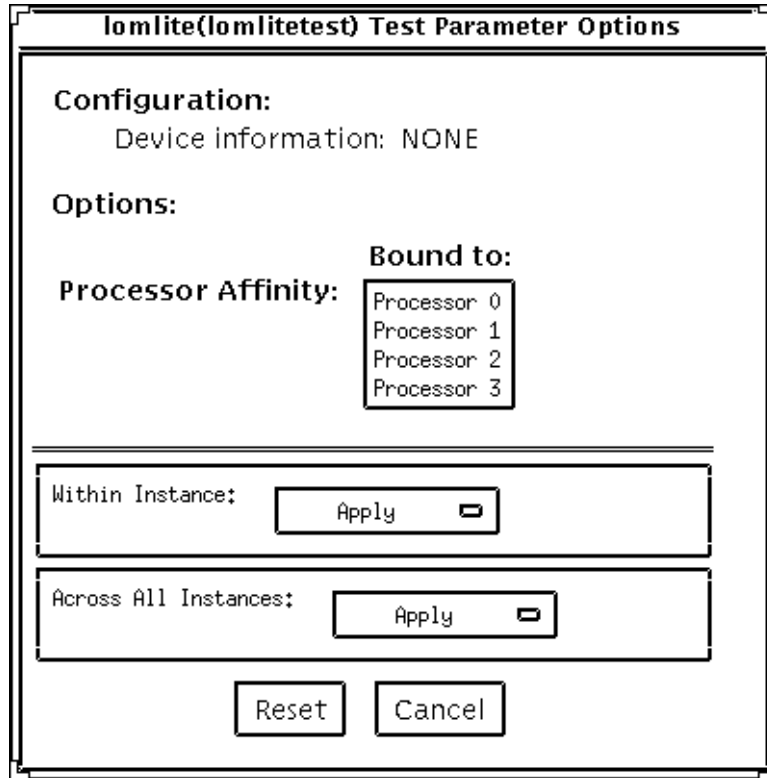 lomlite(lomlitetest) Test Parameter Options
Configuration:
Device information: NONE
Options:
Bound to:
Processor Affinity:
Processor 0
Processor 1
Processor 2
Processor 3
Within Instance: Apply
Across All Instances: Apply
Reset Cancel